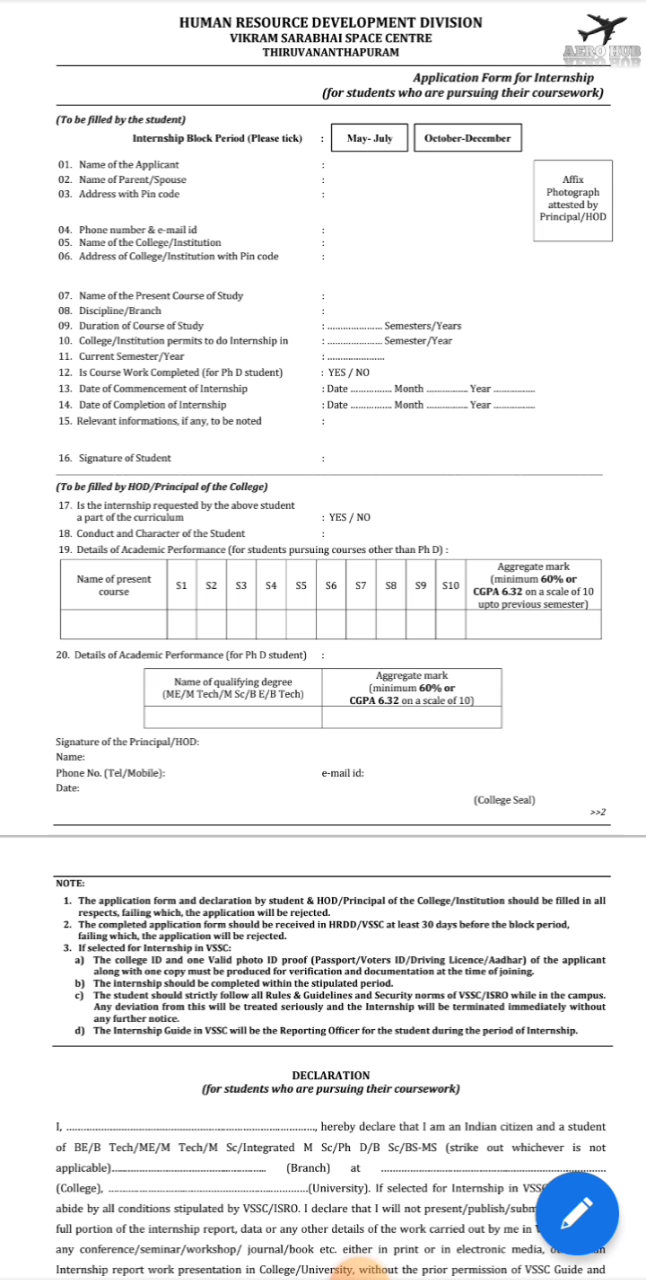 HUMAN RESOURCE DEVELOPMENT DIVISION
VIKRAM SARABHAI SPACE CENTRE
THIRUVANANTHAPURAM
AERO HUB
Application Form for Internship
(for students who are pursuing their coursework)
(To be filled by the student)
Internship Block Period (Please tick) : May- July October-December
01. Name of the Applicant :
02. Name of Parent/Spouse :
03. Address with Pin code :
Affix
Photograph
attested by
Principal/HOD
04. Phone number & e-mail id :
05. Name of the College/Institution :
06. Address of College/Institution with Pin code :
07. Name of the Present Course of Study :
08. Discipline/Branch :
09. Duration of Course of Study : .................... Semesters/Years
10. College/Institution permits to do Internship in : .................... Semester/Year
11. Current Semester/Year : ....................
12. Is Course Work Completed (for Ph D student) : YES / NO
13. Date of Commencement of Internship : Date ............... Month ............... Year ...............
14. Date of Completion of Internship : Date ............... Month ............... Year ...............
15. Relevant informations, if any, to be noted :
16. Signature of Student :
(To be filled by HOD/Principal of the College)
17. Is the internship requested by the above student
a part of the curriculum : YES / NO
18. Conduct and Character of the Student :
19. Details of Academic Performance (for students pursuing courses other than Ph D) :
Name of present
course
S1 S2 S3 S4 S5 S6 S7 S8 S9 S10
Aggregate mark
(minimum 60% or
CGPA 6.32 on a scale of 10
upto previous semester)
20. Details of Academic Performance (for Ph D student) :
Name of qualifying degree
(ME/M Tech/M Sc/B E/B Tech)
Aggregate mark
(minimum 60% or
CGPA 6.32 on a scale of 10)
Signature of the Principal/HOD:
Name:
Phone No. (Tel/Mobile): e-mail id:
Date:
(College Seal)
>>2
NOTE:
1. The application form and declaration by student & HOD/Principal of the College/Institution should be filled in all
respects, failing which, the application will be rejected.
2. The completed application form should be received in HRDD/VSSC at least 30 days before the block period,
failing which, the application will be rejected.
3. If selected for Internship in VSSC:
a) The college ID and one Valid photo ID proof (Passport/Voters ID/Driving Licence/Aadhar) of the applicant
along with one copy must be produced for verification and documentation at the time of joining.
b) The internship should be completed within the stipulated period.
c) The student should strictly follow all Rules & Guidelines and Security norms of VSSC/ISRO while in the campus.
Any deviation from this will be treated seriously and the Internship will be terminated immediately without
any further notice.
d) The Internship Guide in VSSC will be the Reporting Officer for the student during the period of Internship.
DECLARATION
(for students who are pursuing their coursework)
I, ..............................................................................., hereby declare that I am an Indian citizen and a student
of BE/B Tech/ME/M Tech/M Sc/Integrated M Sc/Ph D/B Sc/BS-MS (strike out whichever is not
applicable).................................................. (Branch) at ......................................................................
(College), ...............................................................(University). If selected for Internship in
abide by all conditions stipulated by VSSC/ISRO. I declare that I will not
full portion of the internship report, data or any other details of the work carried out by me in
any conference/seminar/workshop/ journal/book etc. either in print or in electronic media,
Internship report work presentation in College/University, without the prior permission of VSSC Guide and